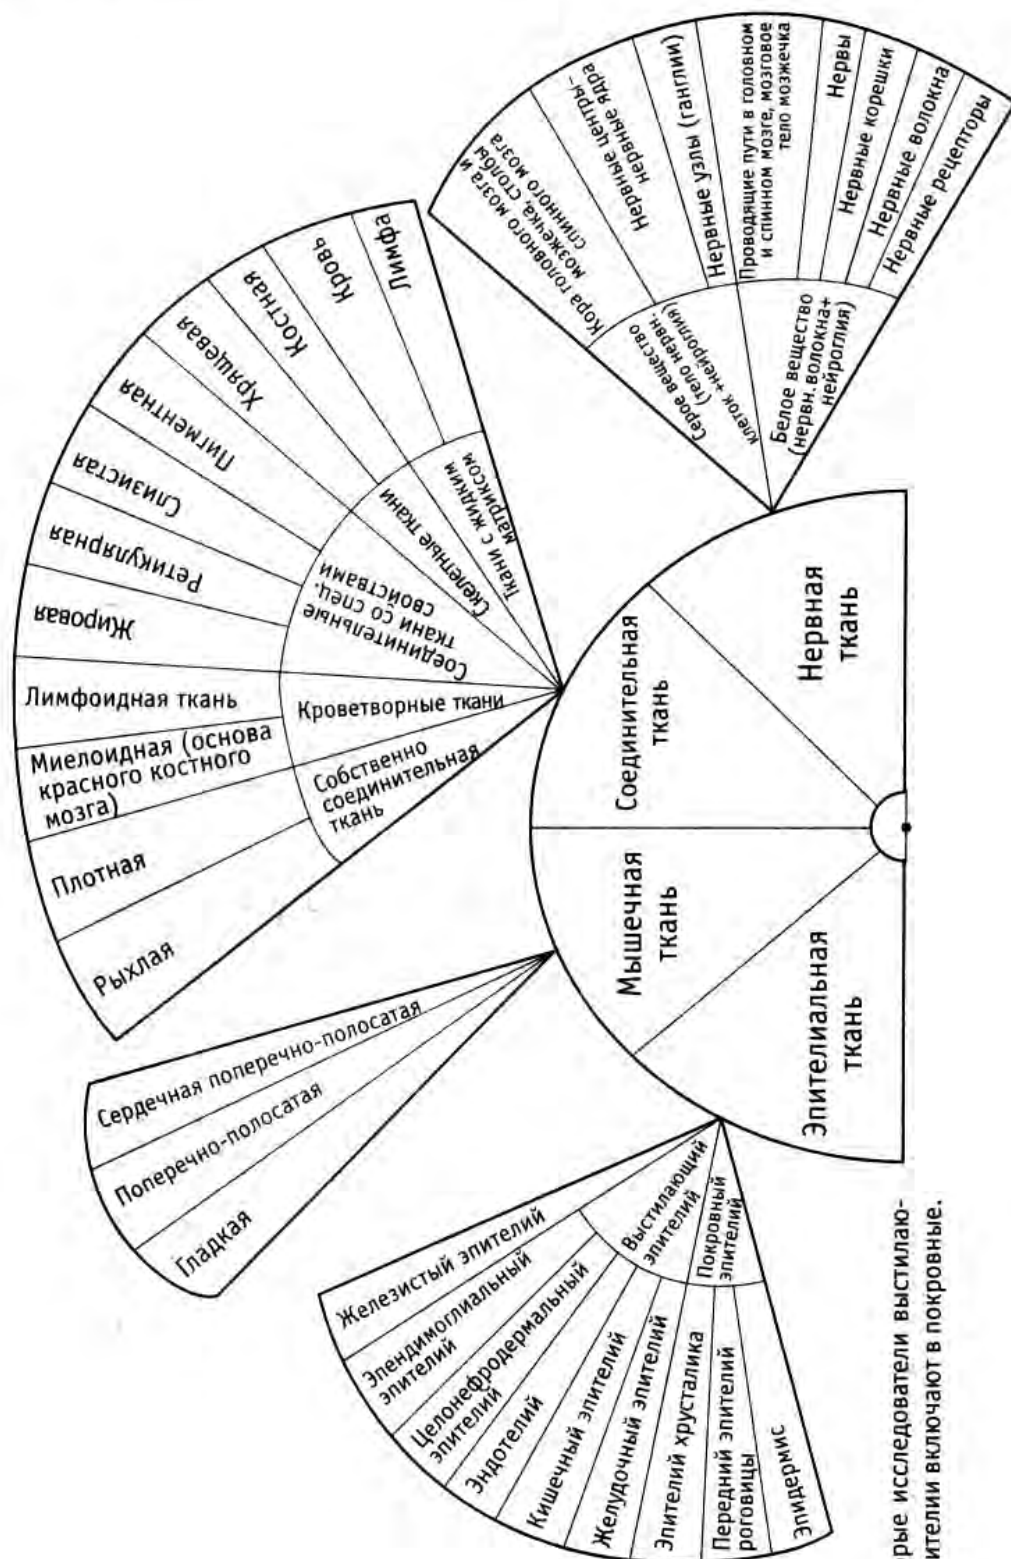 Эпителиальная
ткань
Мышечная
ткань
Соединительная
ткань
Нервная
ткань
Покровный
эпителий
Эпидермис
Передний эпителий
роговицы
Выстилающий
эпителий
Эпителий хрусталика
Желудочный эпителий
Кишечный эпителий
Эндотелий
Целонефродермальный
эпителий
Эпендимоглиальный
эпителий
Железистый эпителий
Гладкая
Поперечно-полосатая
Сердечная поперечно-полосатая
Собственно
соединительная
ткань
Рыхлая
Плотная
Кроветворные ткани
Миелоидная (основа
красного костного
мозга)
Лимфоидная ткань
Соединительные
ткани со спец.
свойствами
Жировая
Ретикулярная
Слизистая
Пигментная
Скелетные ткани
Хрящевая
Костная
Ткани с жидким
матриксом
Кровь
Лимфа
Серое вещество
(тело нервн.
клеток +нейроглия)
Кора головного мозга и
мозжечка, столбы
спинного мозга
Нервные центры-
нервные ядра
Нервные узлы (ганглии)
Белое вещество
(нервн. волокна+
нейроглия)
Проводящие пути в головном
и спинном мозге, мозговое
тело мозжечка
Нервы
Нервные корешки
Нервные волокна
Нервные рецепторы
рые исследователи выстилаю-
ителии включают в покровные.